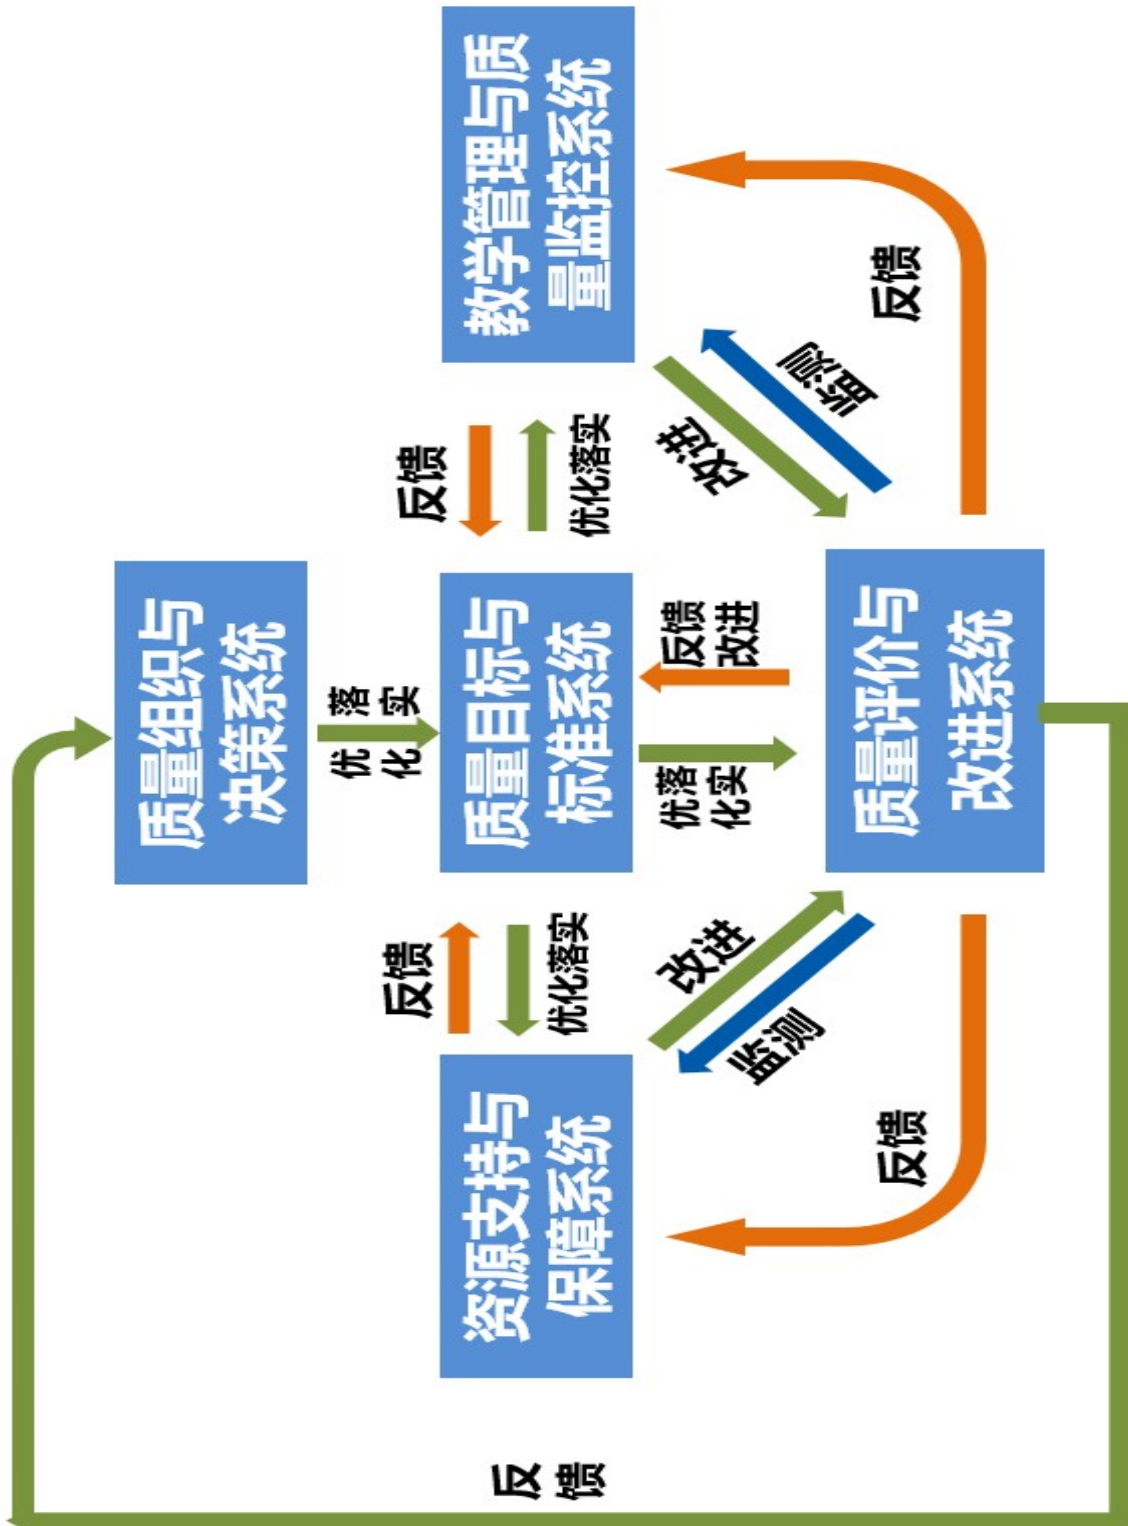 质量组织与
决策系统
落实
优化
反馈
反馈
优化落实
优化落实
资源支持与
保障系统
质量目标与
标准系统
教学管理与质
量监控系统
改进
监测
优化
落实
反馈
改进
改进
监测
反馈
反馈
质量评价与
改进系统
反
馈